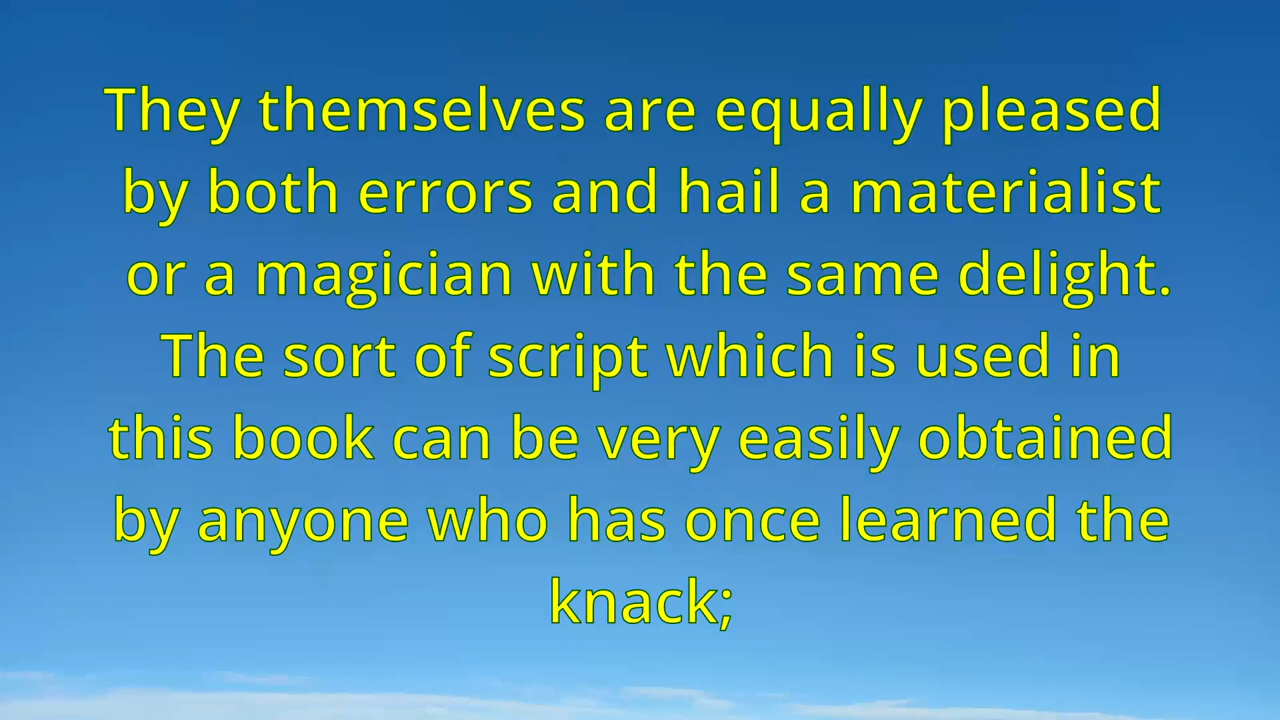 They themselves are equally pleased
by both errors and hail a materialist
or a magician with the same delight.
The sort of script which is used in
this book can be very easily obtained
by anyone who has once learned the
knack;